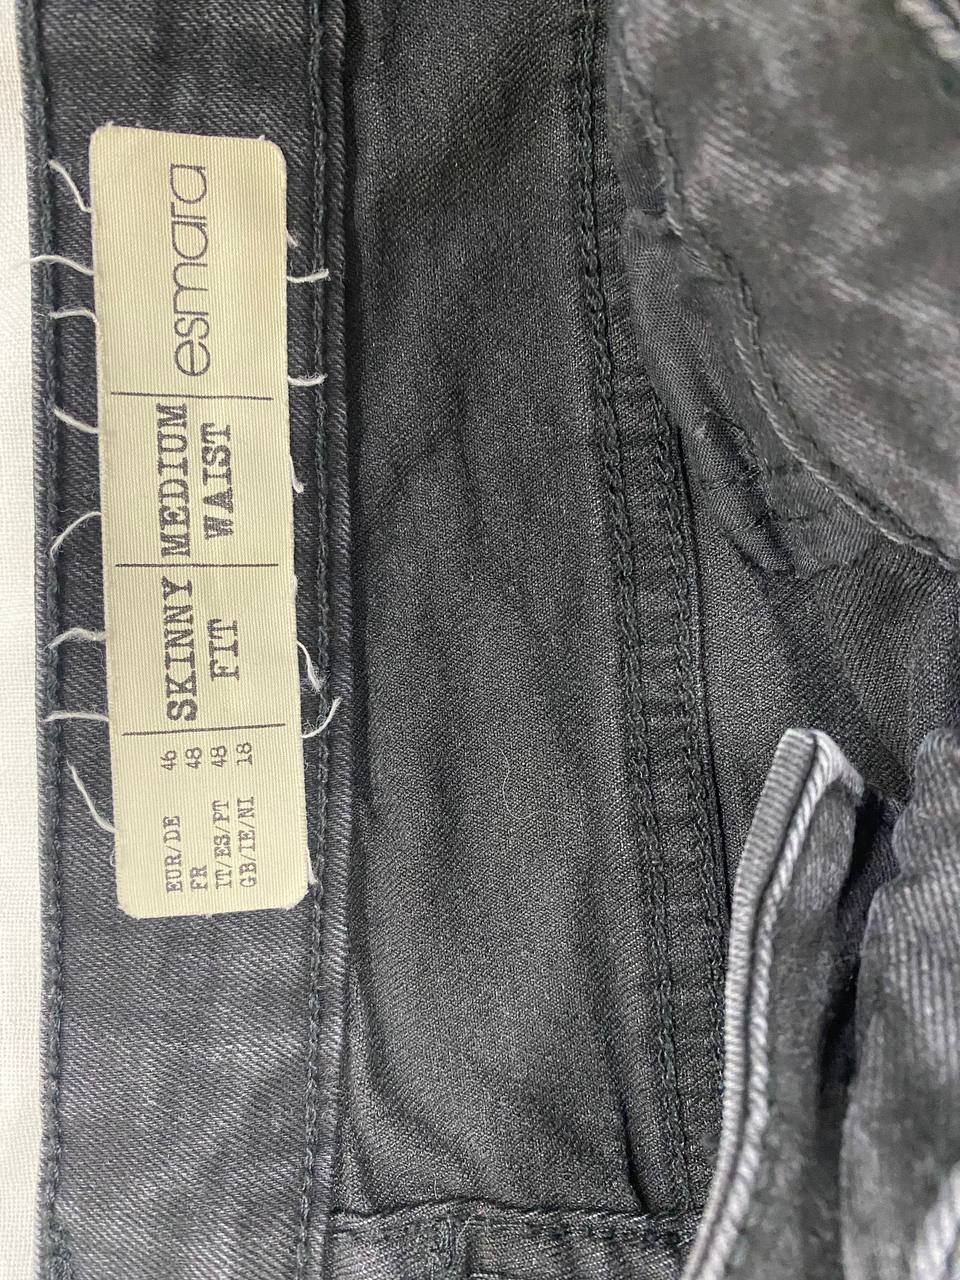 EUR/DE 46
FR 48
IT/ES/PT 48
GB/IE/NI 18
SKINNY
FIT
MEDIUM
WAIST
esmara